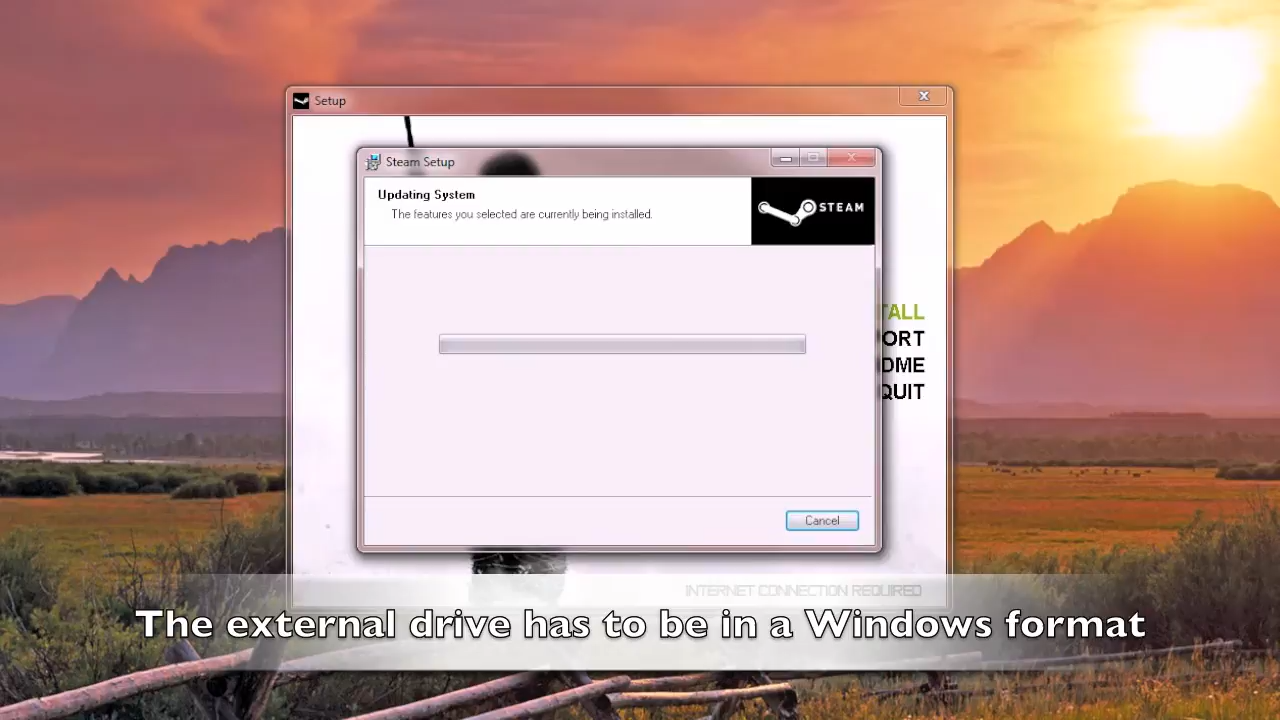 Setup
Steam Setup
Updating System
The features you selected are currently being installed.
STEAM
TALL
ORT
OME
QUIT
Cancel
INTERNET CONNECTION REQUIRED
The external drive has to be in a Windows format